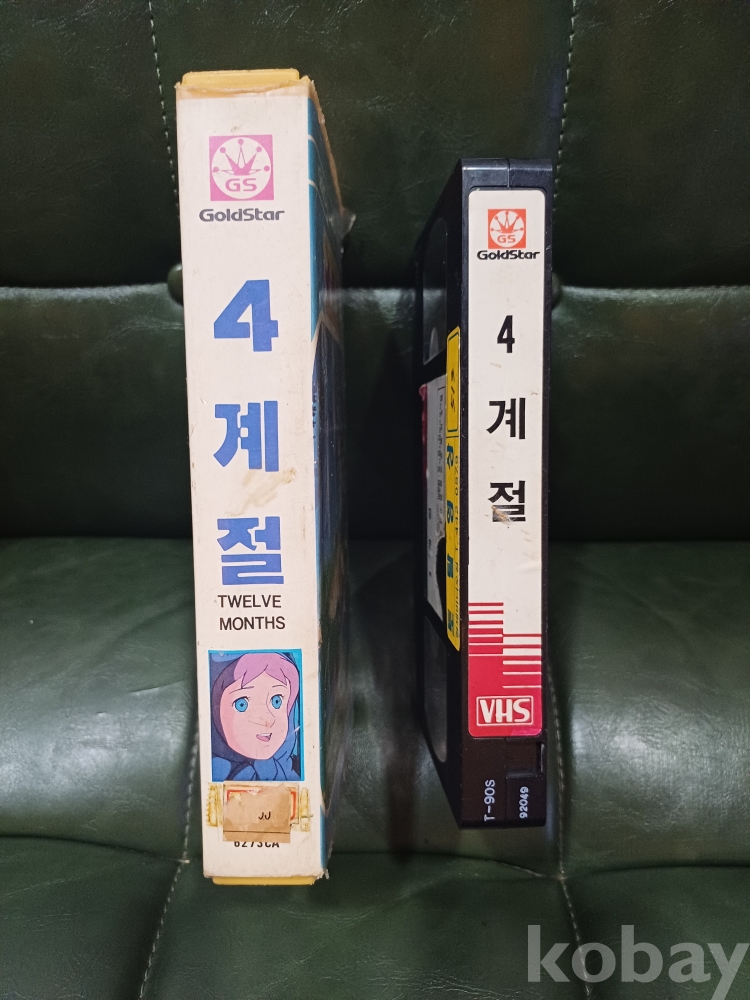 GS
GoldStar
4
계
절
TWELVE
MONTHS
JJ
6273CA
GS
GoldStar
4
계
절
VHS
T-90S
92049
kobay